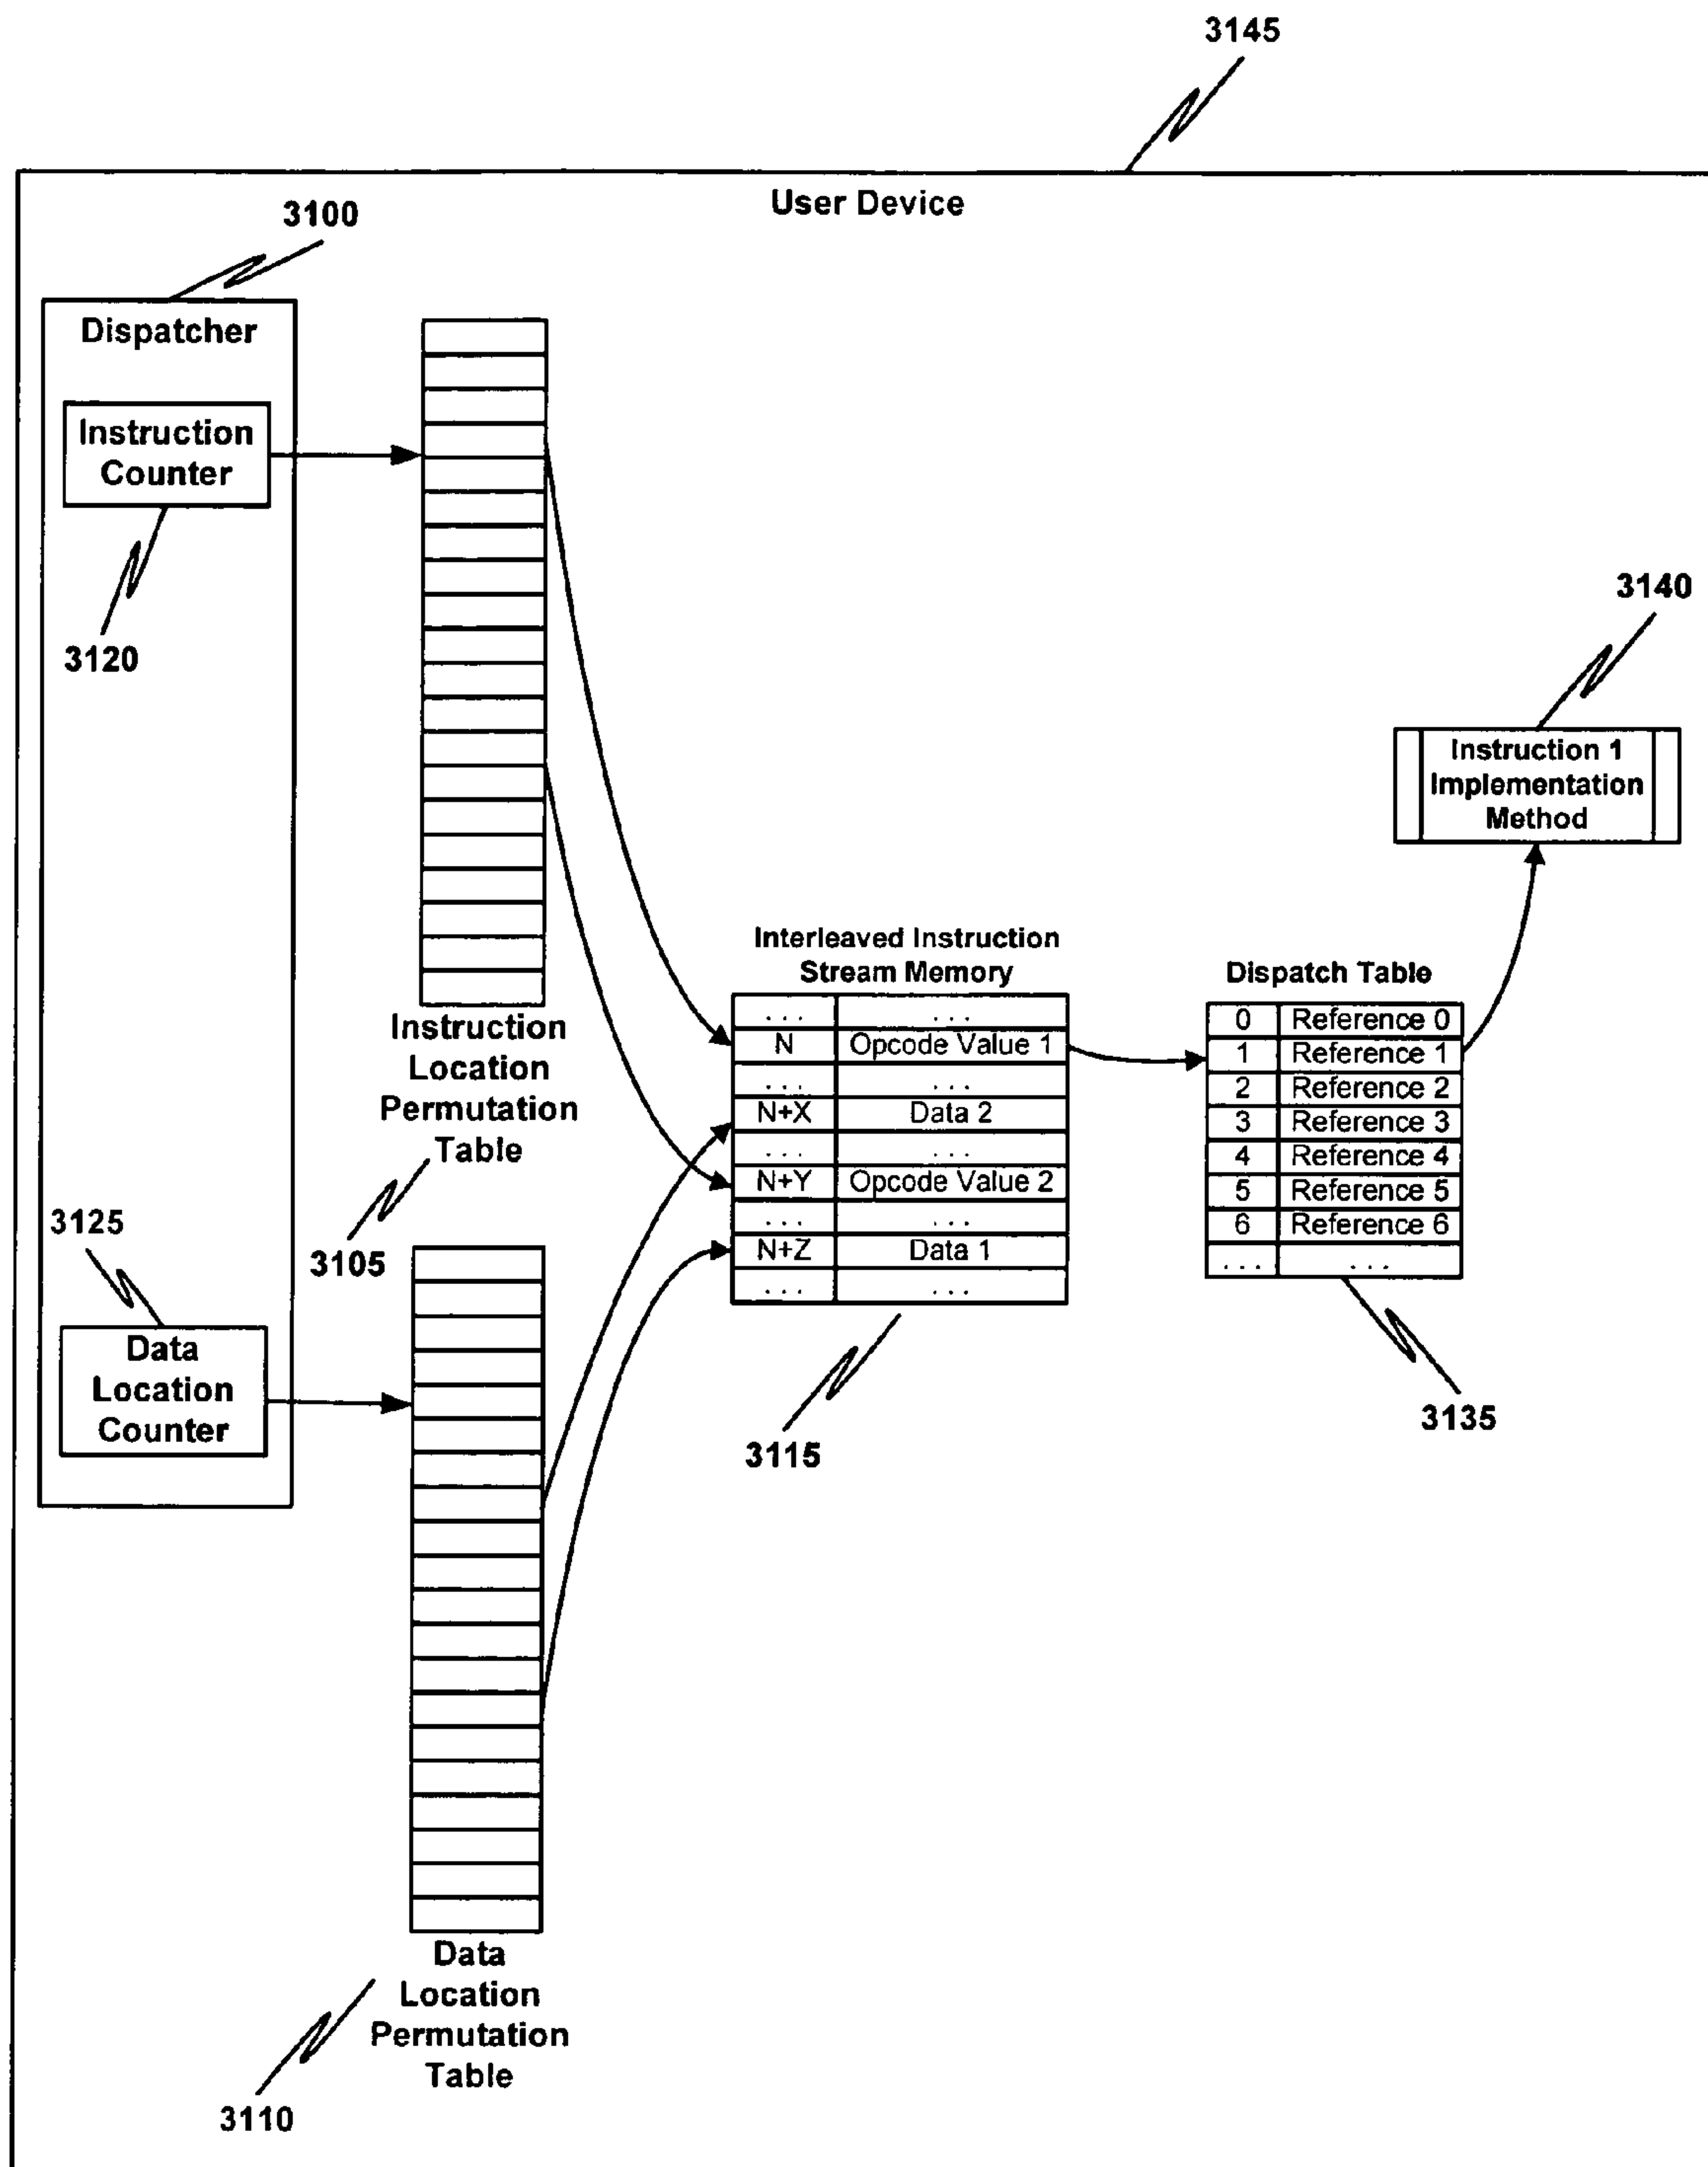 3145
User Device
3100
Dispatcher
Instruction
Counter
3120
3140
Instruction 1
Implementation
Method
Interleaved Instruction
Stream Memory
. . . . . .
N Opcode Value 1
. . . . . .
N+X Data 2
. . . . . .
N+Y Opcode Value 2
. . . . . .
N+Z Data 1
. . . . . .
3115
Dispatch Table
0 Reference 0
1 Reference 1
2 Reference 2
3 Reference 3
4 Reference 4
5 Reference 5
6 Reference 6
. . . . . .
3135
Instruction
Location
Permutation
Table
3105
3125
Data
Location
Counter
Data
Location
Permutation
Table
3110